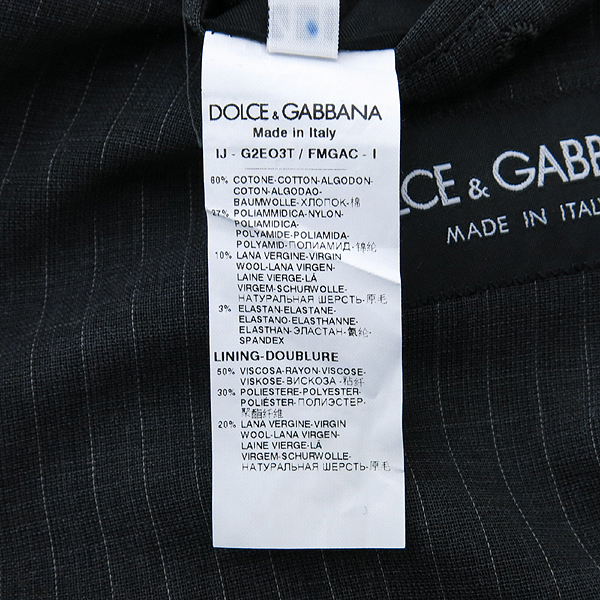 DOLCE & GABBANA
Made in Italy
IJ - G2EO3T / FMGAC - I
60% COTONE-COTTON-ALGODON-
COTON-ALGODAO-
BAUMWOLLE-ХЛОПОК-棉
37% POLIAMMIDICA-NYLON-
POLIAMIDICA-
POLYAMIDE-POLIAMIDA-
POLYAMID-ПОЛИАМИД-锦纶
10% LANA VERGINE-VIRGIN
WOOL-LANA VIRGEN-
LAINE VIERGE-LÃ
VIRGEM-SCHURWOLLE-
НАТУРАЛЬНАЯ ШЕРСТЬ-原毛
3% ELASTAN-ELASTANE-
ELASTANO-ELASTHANNE-
ELASTHAN-ЭЛАСТАН-氨纶-
SPANDEX
LINING-DOUBLURE
50% VISCOSA-RAYON-VISCOSE-
VISKOSE-ВИСКОЗА-粘纤
30% POLIESTERE-POLYESTER-
POLIÉSTER-ПОЛИЭСТЕР-
聚酯纤维
20% LANA VERGINE-VIRGIN
WOOL-LANA VIRGEN-
LAINE VIERGE-LÃ
VIRGEM-SCHURWOLLE-
НАТУРАЛЬНАЯ ШЕРСТЬ-原毛
LCE & GABB
MADE IN ITAL